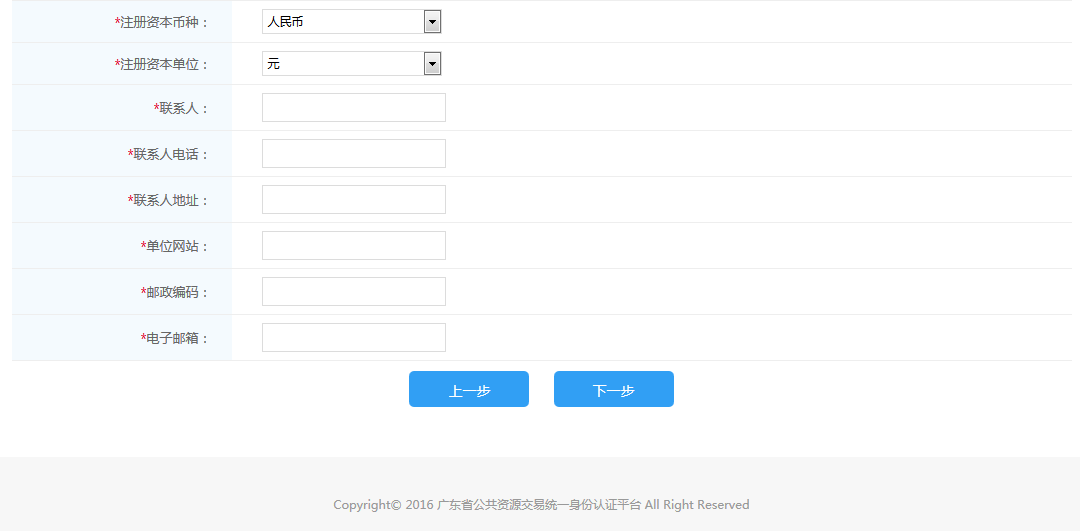 *注册资本币种： 人民币
*注册资本单位： 元
*联系人：
*联系人电话：
*联系人地址：
*单位网站：
*邮政编码：
*电子邮箱：
上一步 下一步
Copyright© 2016 广东省公共资源交易统一身份认证平台 All Right Reserved